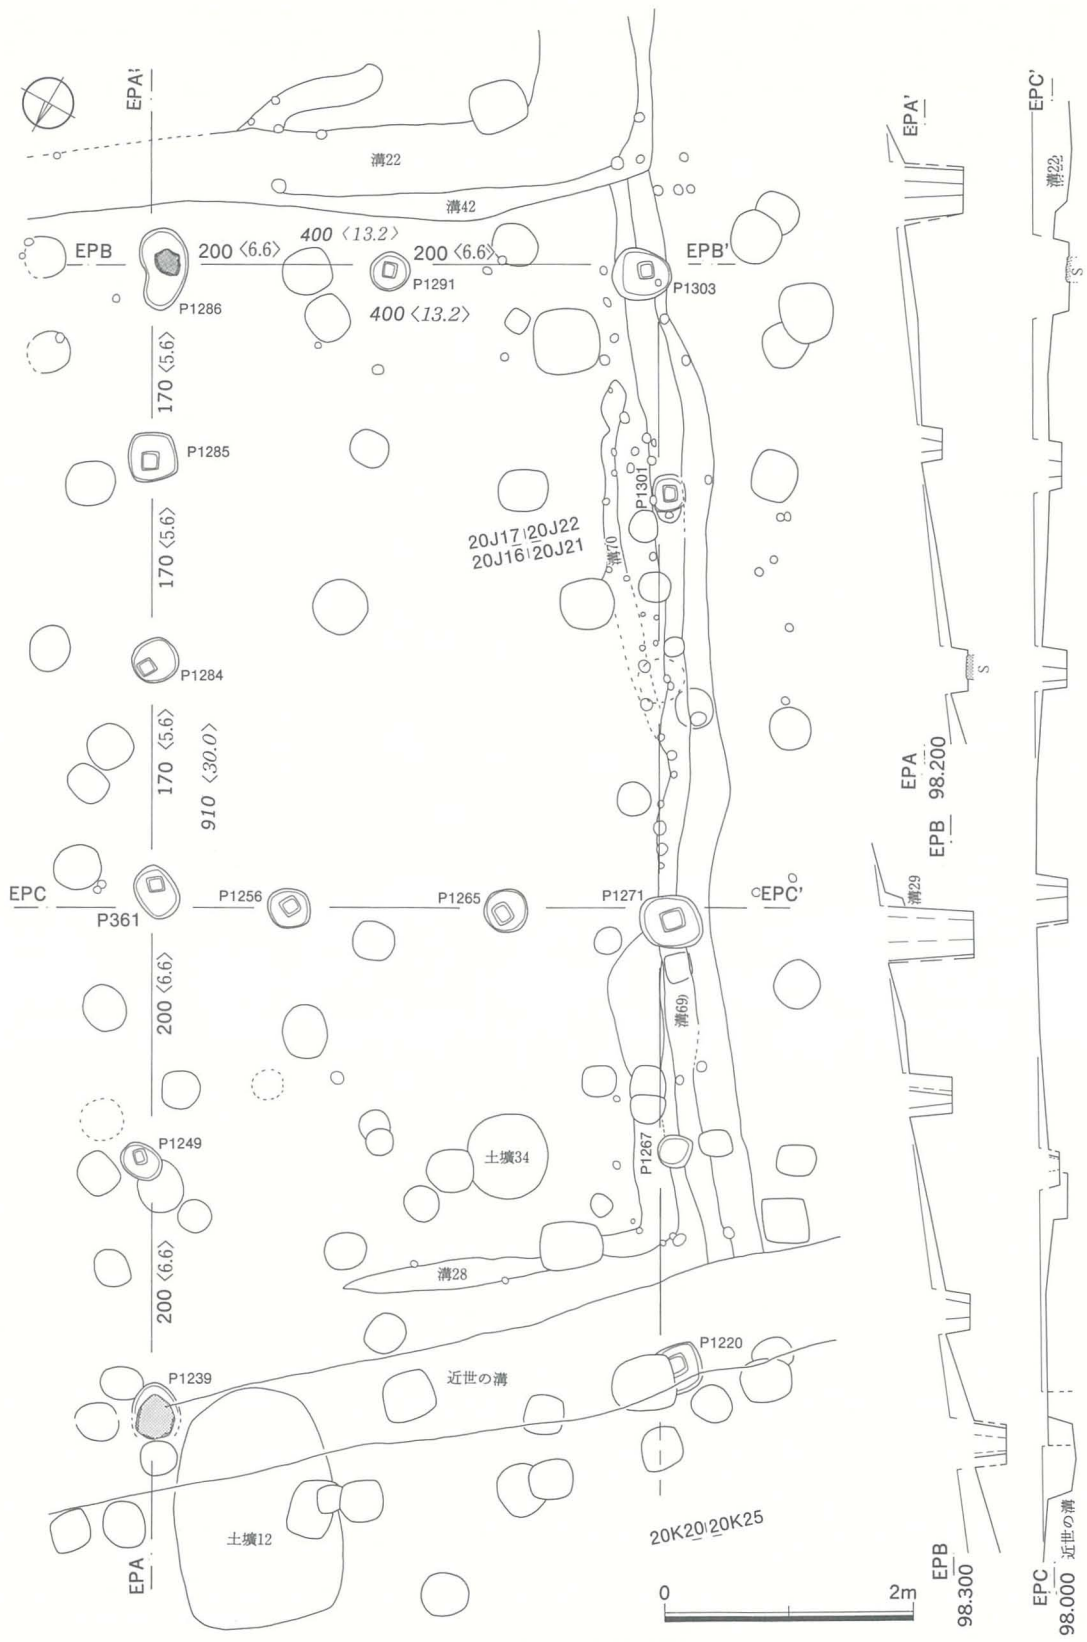 EPA'
溝22
溝42
EPB
200〈6.6〉
400〈13.2〉
200〈6.6〉
EPB'
P1286
P1291
P1303
400〈13.2〉
170〈5.6〉
P1285
P1301
20J17 20J22
20J16 20J21
溝70
170〈5.6〉
P1284
170〈5.6〉
910〈30.0〉
EPC
P361
P1256
P1265
P1271
EPC'
200〈6.6〉
溝69
P1249
土壙34
P1267
200〈6.6〉
溝28
P1239
近世の溝
P1220
土壙12
20K20 20K25
EPA
0 2m
EPA'
S
EPA
98.200
EPB
溝29
EPB
98.300
EPC'
溝22
S
EPC
98.000
近世の溝